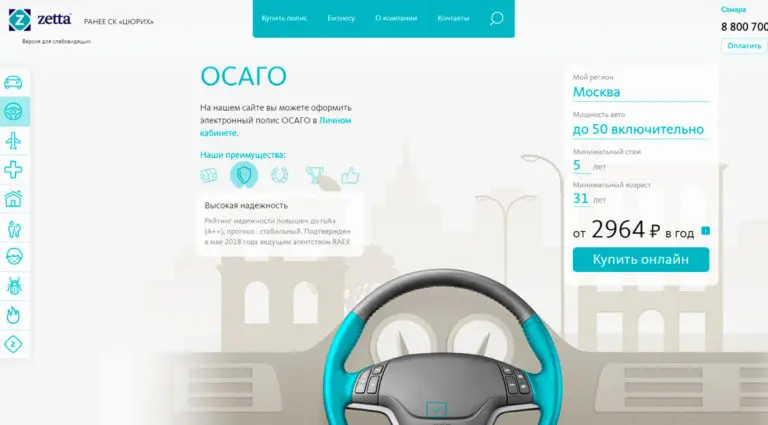 zetta
РАНЕЕ СК «ЦЮРИХ»
Версия для слабовидящих
Купить полис Бизнесу О компании Контакты
Самара
8 800 700
Оплатить
ОСАГО
На нашем сайте вы можете оформить
электронный полис ОСАГО в Личном
кабинете.
Наши преимущества:
Высокая надежность
Рейтинг надежности повышен до ruA+
(А++), прогноз - стабильный. Подтвержден
в мае 2018 года ведущим агентством RAEX
Мой регион
Москва
Мощность авто
до 50 включительно
Минимальный стаж
5 лет
Минимальный возраст
31 лет
от 2964 ₽ в год
Купить онлайн